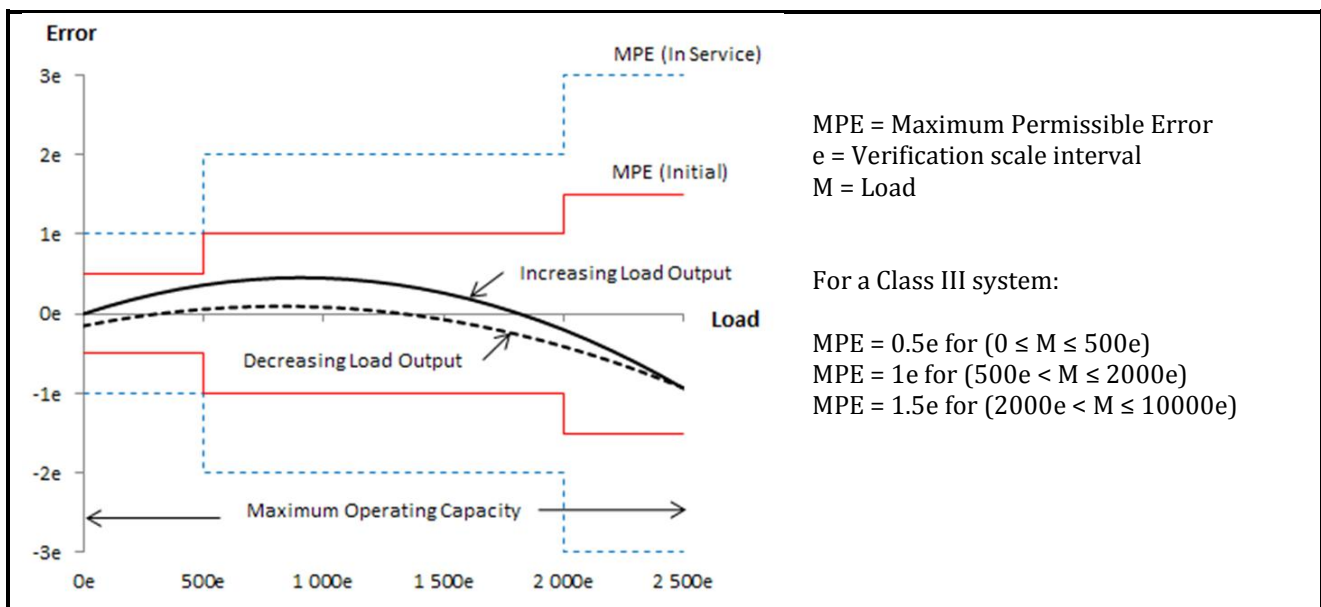 Error
MPE (In Service)
3e
2e
MPE (Initial)
1e
Increasing Load Output
0e
Load
Decreasing Load Output
-1e
-2e
Maximum Operating Capacity
-3e
0e 500e 1 000e 1 500e 2 000e 2 500e
MPE = Maximum Permissible Error
e = Verification scale interval
M = Load
For a Class III system:
MPE = 0.5e for (0 ≤ M ≤ 500e)
MPE = 1e for (500e < M ≤ 2000e)
MPE = 1.5e for (2000e < M ≤ 10000e)